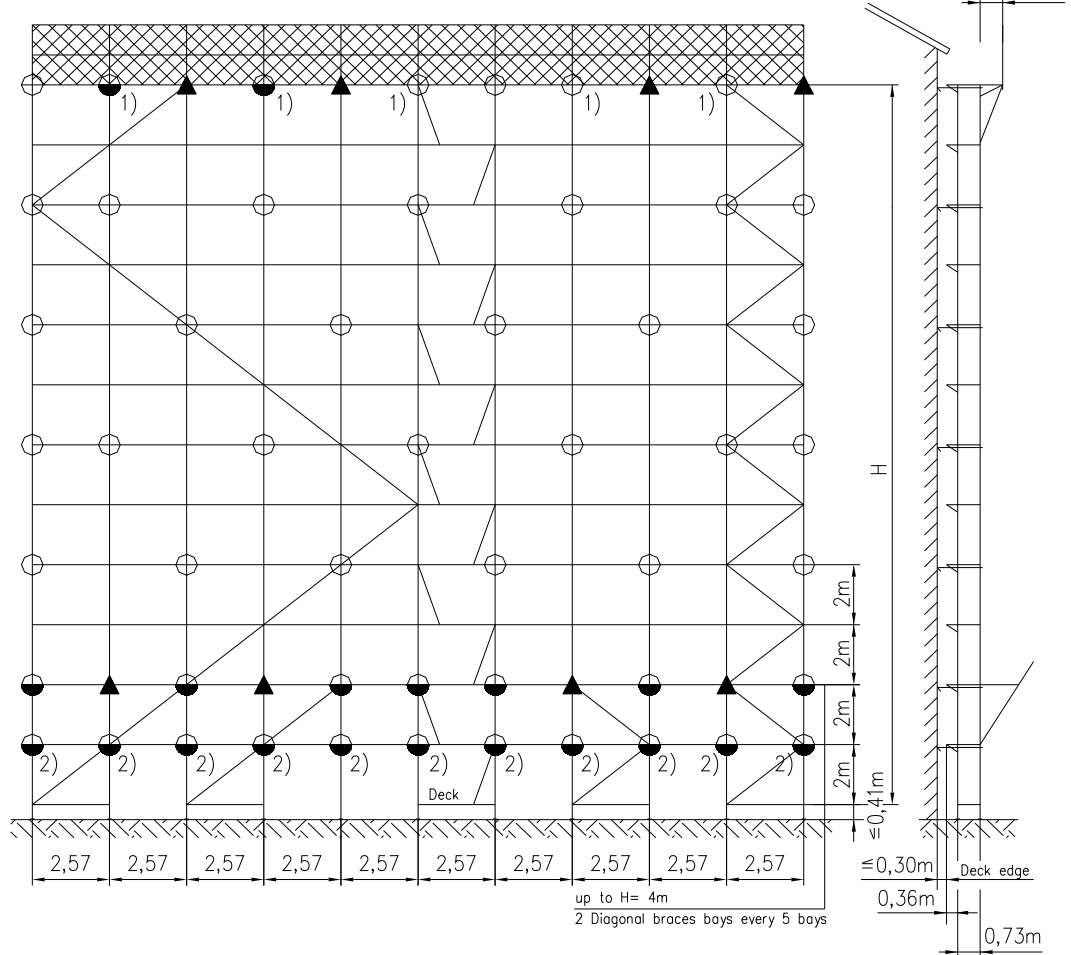 1) 1) 1) 1) 1)
H
2m
2m
2m
2m
2) 2) 2) 2) 2) 2) 2) 2) 2) 2)
Deck
≤0,41m
2,57 2,57 2,57 2,57 2,57 2,57 2,57 2,57 2,57 2,57
≤0,30m Deck edge
up to H= 4m
0,36m
2 Diagonal braces bays every 5 bays
0,73m